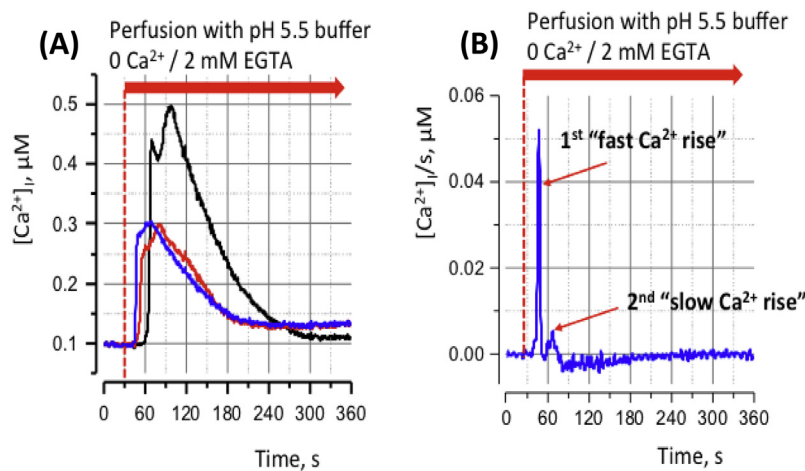 (A)
Perfusion with pH 5.5 buffer
0 Ca²⁺ / 2 mM EGTA
[Ca²⁺]ᵢ, µM
0.5
0.4
0.3
0.2
0.1
0 60 120 180 240 300 360
Time, s
(B)
Perfusion with pH 5.5 buffer
0 Ca²⁺ / 2 mM EGTA
[Ca²⁺]ᵢ/s, µM
0.06
0.04
0.02
0.00
1st "fast Ca²⁺ rise"
2nd "slow Ca²⁺ rise"
0 60 120 180 240 300 360
Time, s